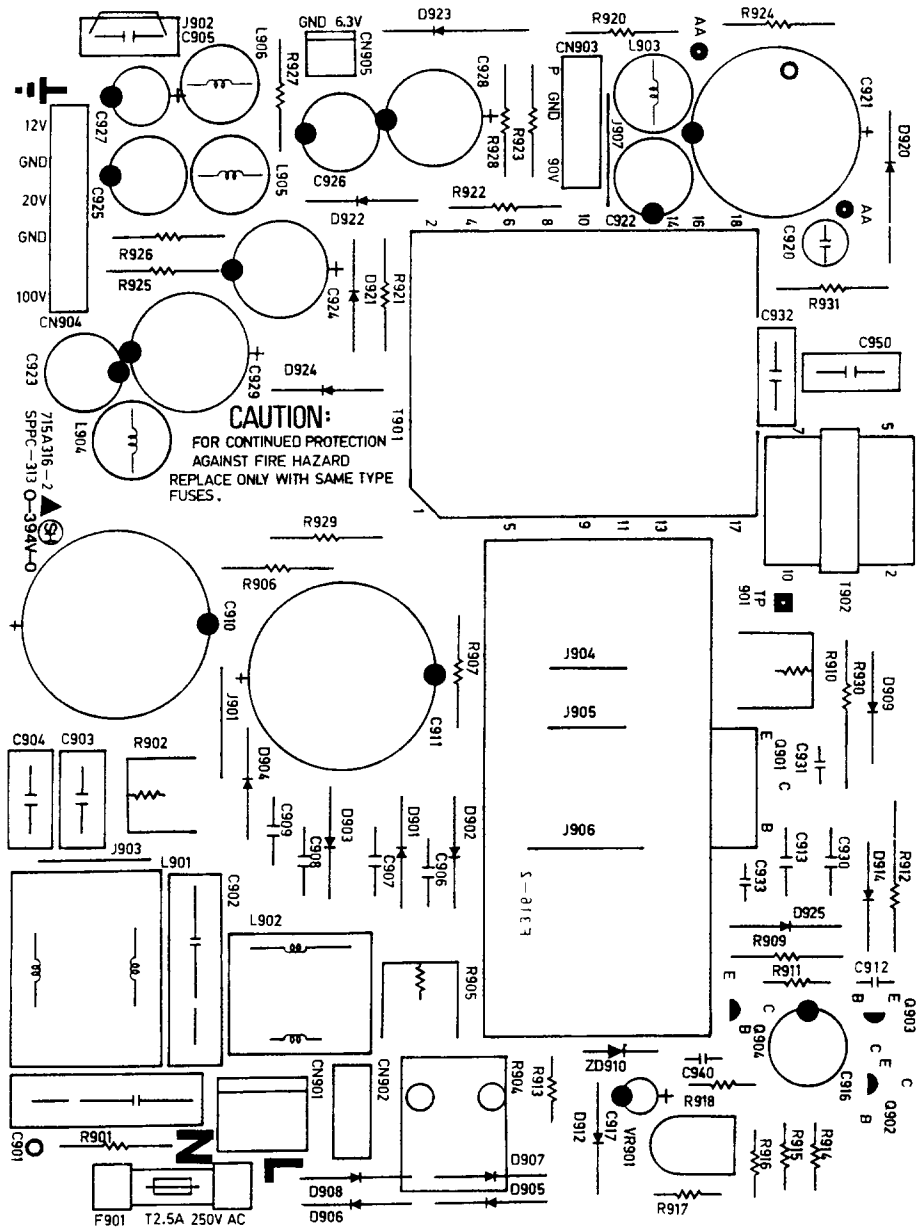 J902
C905
L906
GND 6.3V
D923
R920
AA
R924
CN905
R927
C928
CN903
L903
P
GND
90V
J907
C921
C927
12V
GND
20V
GND
100V
CN904
C925
L905
C926
R928
R923
D920
D922
R922
2
4
6
8
10
C922
14
16
18
AA
C920
R926
R925
C924
D921
R921
R931
C932
C950
C923
C929
D924
T901
L904
CAUTION:
FOR CONTINUED PROTECTION
AGAINST FIRE HAZARD
REPLACE ONLY WITH SAME TYPE
FUSES.
715A316-2
SPPC-313
394V-0
7
5
1
5
9
11
13
17
10
2
T902
TP
901
R929
R906
C910
R907
J904
J905
J906
R910
R930
D909
J901
C911
C904
C903
R902
D904
E
Q901
C
B
C931
C909
C908
D903
C907
D901
C906
D902
C933
C913
C930
D914
R912
J903
L901
C902
L902
F316-2
D925
R909
R911
C912
R905
E
C
B
Q904
B
E
C
Q903
E
C
B
Q902
C916
ZD910
C940
R918
CN901
CN902
R904
R913
D912
C917
VR901
R916
R915
R914
C901
R901
N
L
D907
D908
D905
D906
R917
F901
T2.5A 250V AC